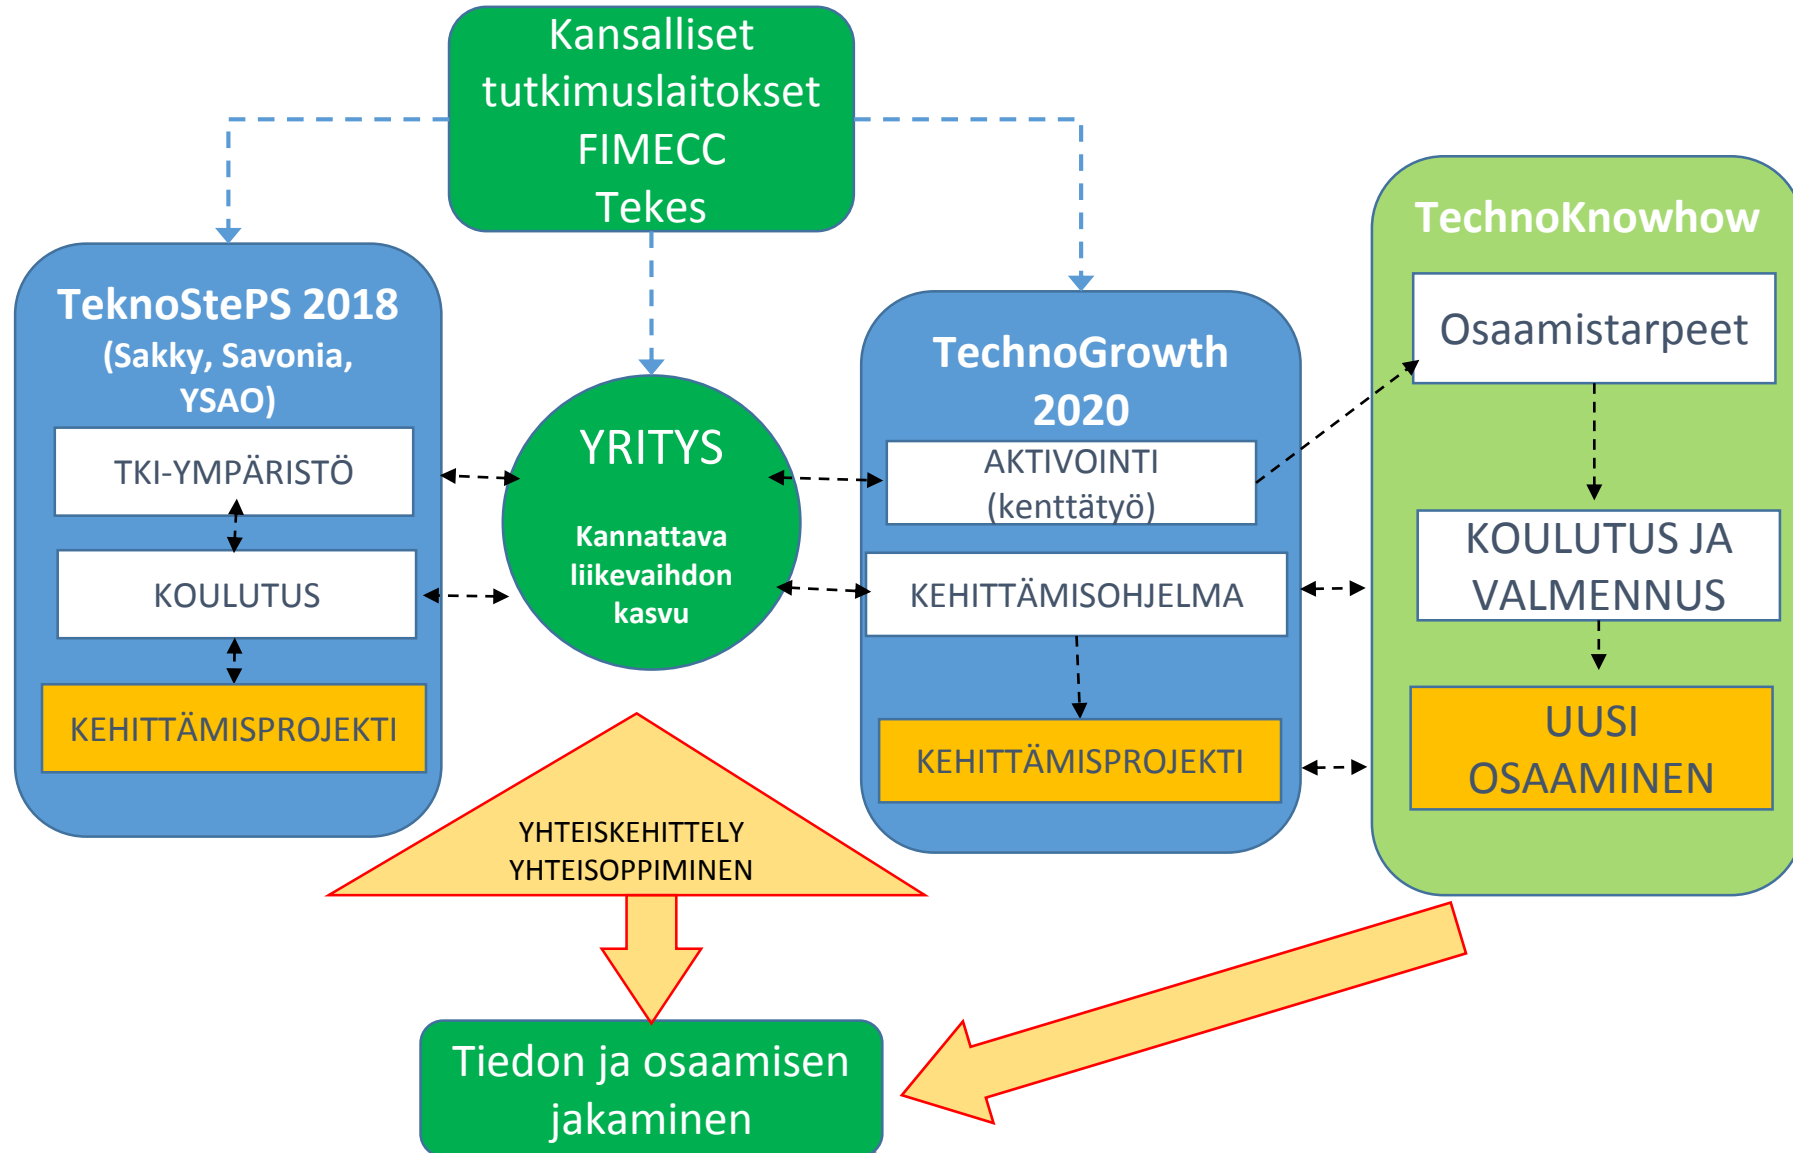 Kansalliset
tutkimuslaitokset
FIMECC
Tekes
TeknoStePS 2018
(Sakky, Savonia,
YSAO)
TKI-YMPÄRISTÖ
KOULUTUS
KEHITTÄMISPROJEKTI
YRITYS
Kannattava
liikevaihdon
kasvu
TechnoGrowth
2020
AKTIVOINTI
(kenttätyö)
KEHITTÄMISOHJELMA
KEHITTÄMISPROJEKTI
TechnoKnowhow
Osaamistarpeet
KOULUTUS JA
VALMENNUS
UUSI
OSAAMINEN
YHTEISKEHITTELY
YHTEISOPPIMINEN
Tiedon ja osaamisen
jakaminen